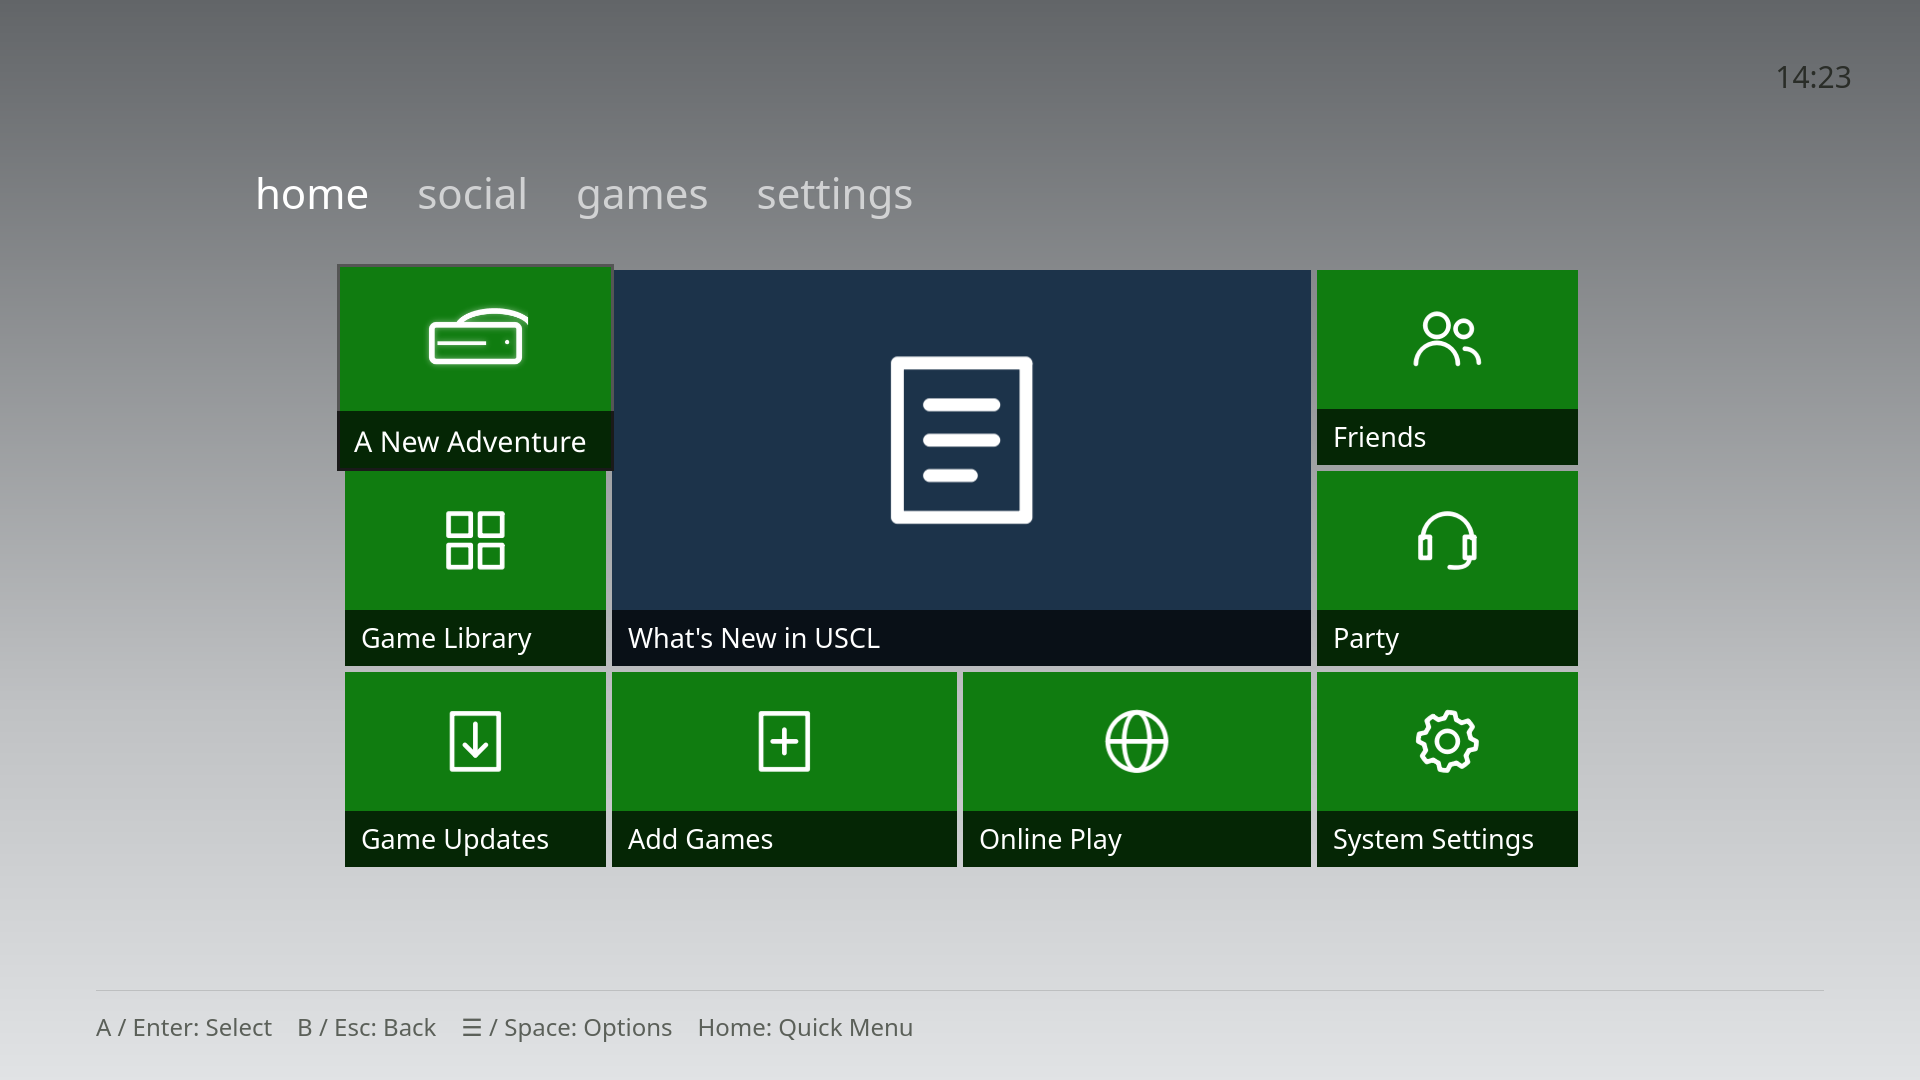 14:23
home social games settings
A New Adventure
Friends
Game Library
What's New in USCL
Party
Game Updates
Add Games
Online Play
System Settings
A / Enter: Select B / Esc: Back ☰ / Space: Options Home: Quick Menu